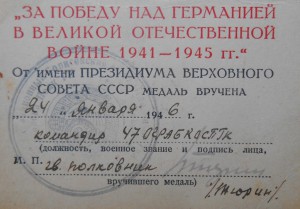 „ЗА ПОБЕДУ НАД ГЕРМАНИЕЙ
В ВЕЛИКОЙ ОТЕЧЕСТВЕННОЙ
ВОЙНЕ 1941—1945 гг.“
От имени ПРЕЗИДИУМА ВЕРХОВНОГО
СОВЕТА СССР МЕДАЛЬ ВРУЧЕНА
„24„ января 1946 г.
командир 47
(должность, военное звание и подпись лица,
М. П. гв. полковник
вручившего медаль)
/Тюрин/